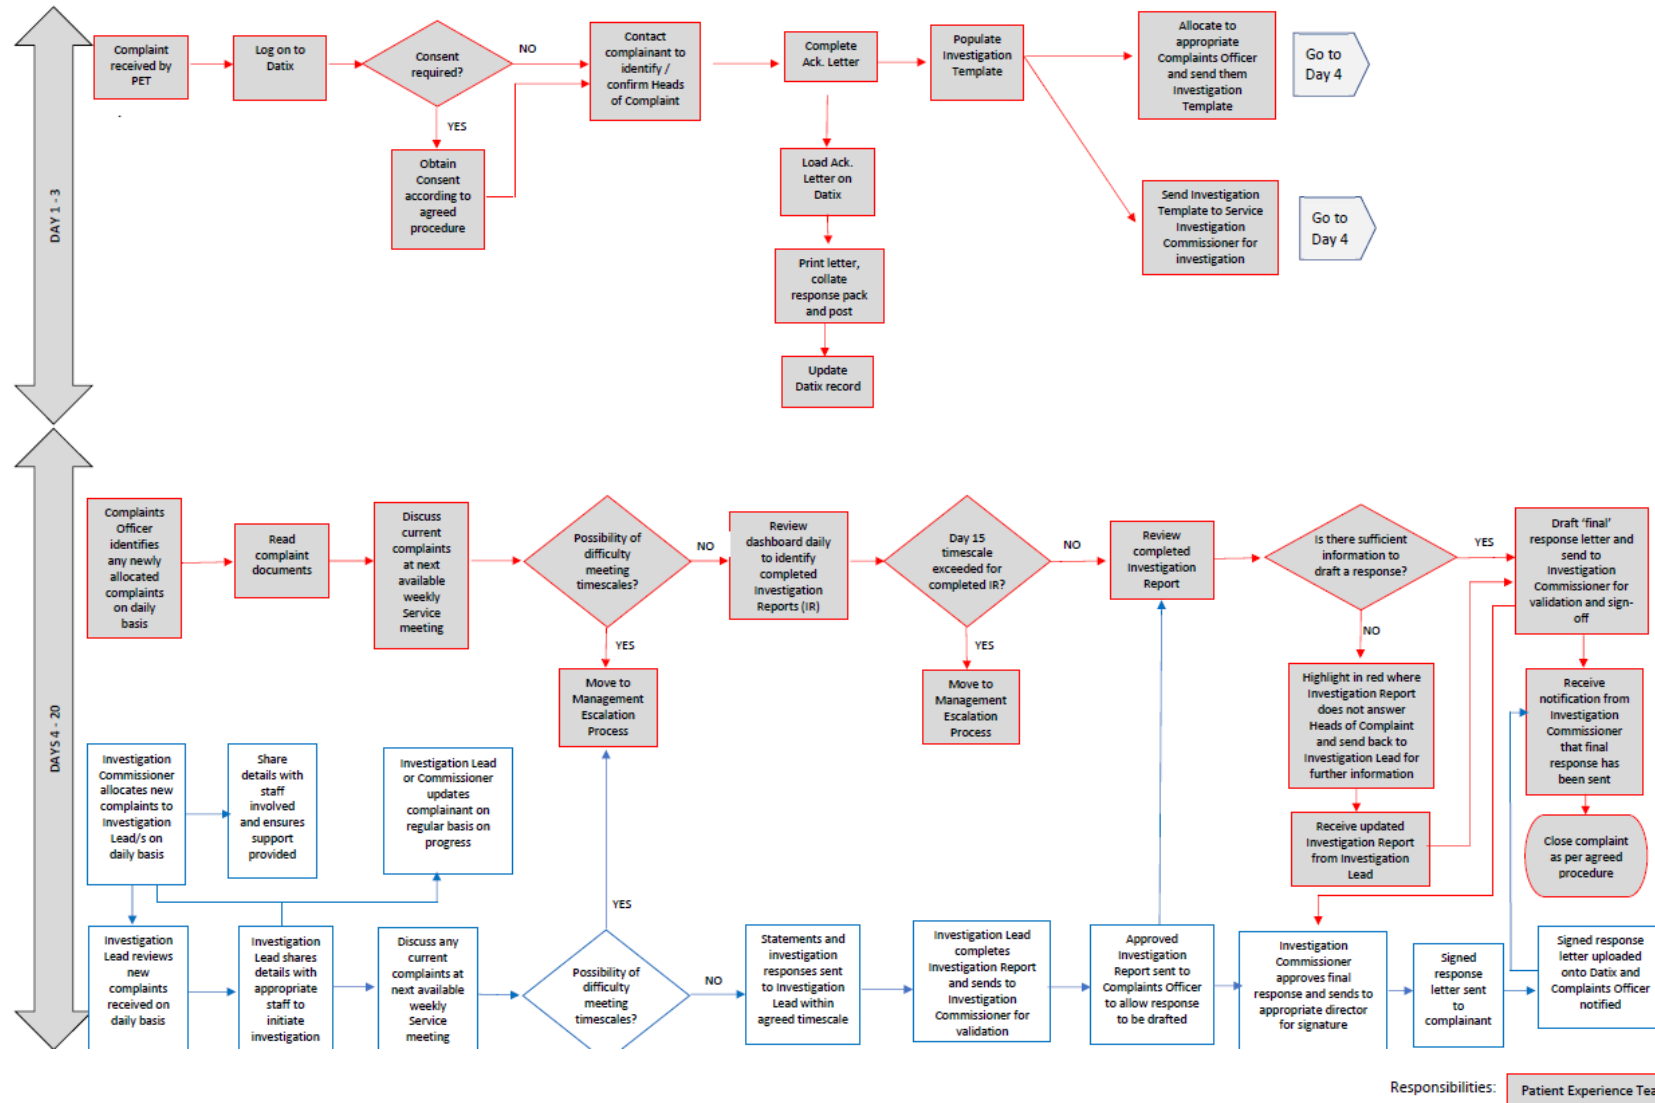 Complaint
received by
PET
Log on to
Datix
Consent
required?
NO
YES
Obtain
Consent
according to
agreed
procedure
Contact
complainant to
identify /
confirm Heads
of Complaint
Complete
Ack. Letter
Load Ack.
Letter on
Datix
Print letter,
collate
response pack
and post
Update
Datix record
Populate
Investigation
Template
Allocate to
appropriate
Complaints Officer
and send them
Investigation
Template
Go to
Day 4
Send Investigation
Template to Service
Investigation
Commissioner for
investigation
Go to
Day 4
DAY 1 - 3
Complaints
Officer
identifies
any newly
allocated
complaints
on daily
basis
Read
complaint
documents
Discuss
current
complaints
at next
available
weekly
Service
meeting
Possibility of
difficulty
meeting
timescales?
NO
YES
Move to
Management
Escalation
Process
Review
dashboard daily
to identify
completed
Investigation
Reports (IR)
Day 15
timescale
exceeded for
completed IR?
NO
YES
Move to
Management
Escalation
Process
Review
completed
Investigation
Report
Is there sufficient
information to
draft a response?
YES
NO
Highlight in red where
Investigation Report
does not answer
Heads of Complaint
and send back to
Investigation Lead for
further information
Receive updated
Investigation Report
from Investigation
Lead
Draft ‘final’
response letter and
send to
Investigation
Commissioner for
validation and sign-
off
Receive
notification from
Investigation
Commissioner
that final
response has
been sent
Close complaint
as per agreed
procedure
DAYS 4 - 20
Investigation
Commissioner
allocates new
complaints to
Investigation
Lead/s on
daily basis
Share
details with
staff
involved
and ensures
support
provided
Investigation Lead
or Commissioner
updates
complainant on
regular basis on
progress
Investigation
Lead reviews
new
complaints
received on
daily basis
Investigation
Lead shares
details with
appropriate
staff to
initiate
investigation
Discuss any
current
complaints at
next available
weekly
Service
meeting
YES
Possibility of
difficulty
meeting
timescales?
NO
Statements and
investigation
responses sent
to Investigation
Lead within
agreed timescale
Investigation Lead
completes
Investigation Report
and sends to
Investigation
Commissioner for
validation
Approved
Investigation
Report sent to
Complaints Officer
to allow response
to be drafted
Investigation
Commissioner
approves final
response and sends to
appropriate director
for signature
Signed
response
letter sent
to
complainant
Signed response
letter uploaded
onto Datix and
Complaints Officer
notified
Responsibilities:
Patient Experience Tea